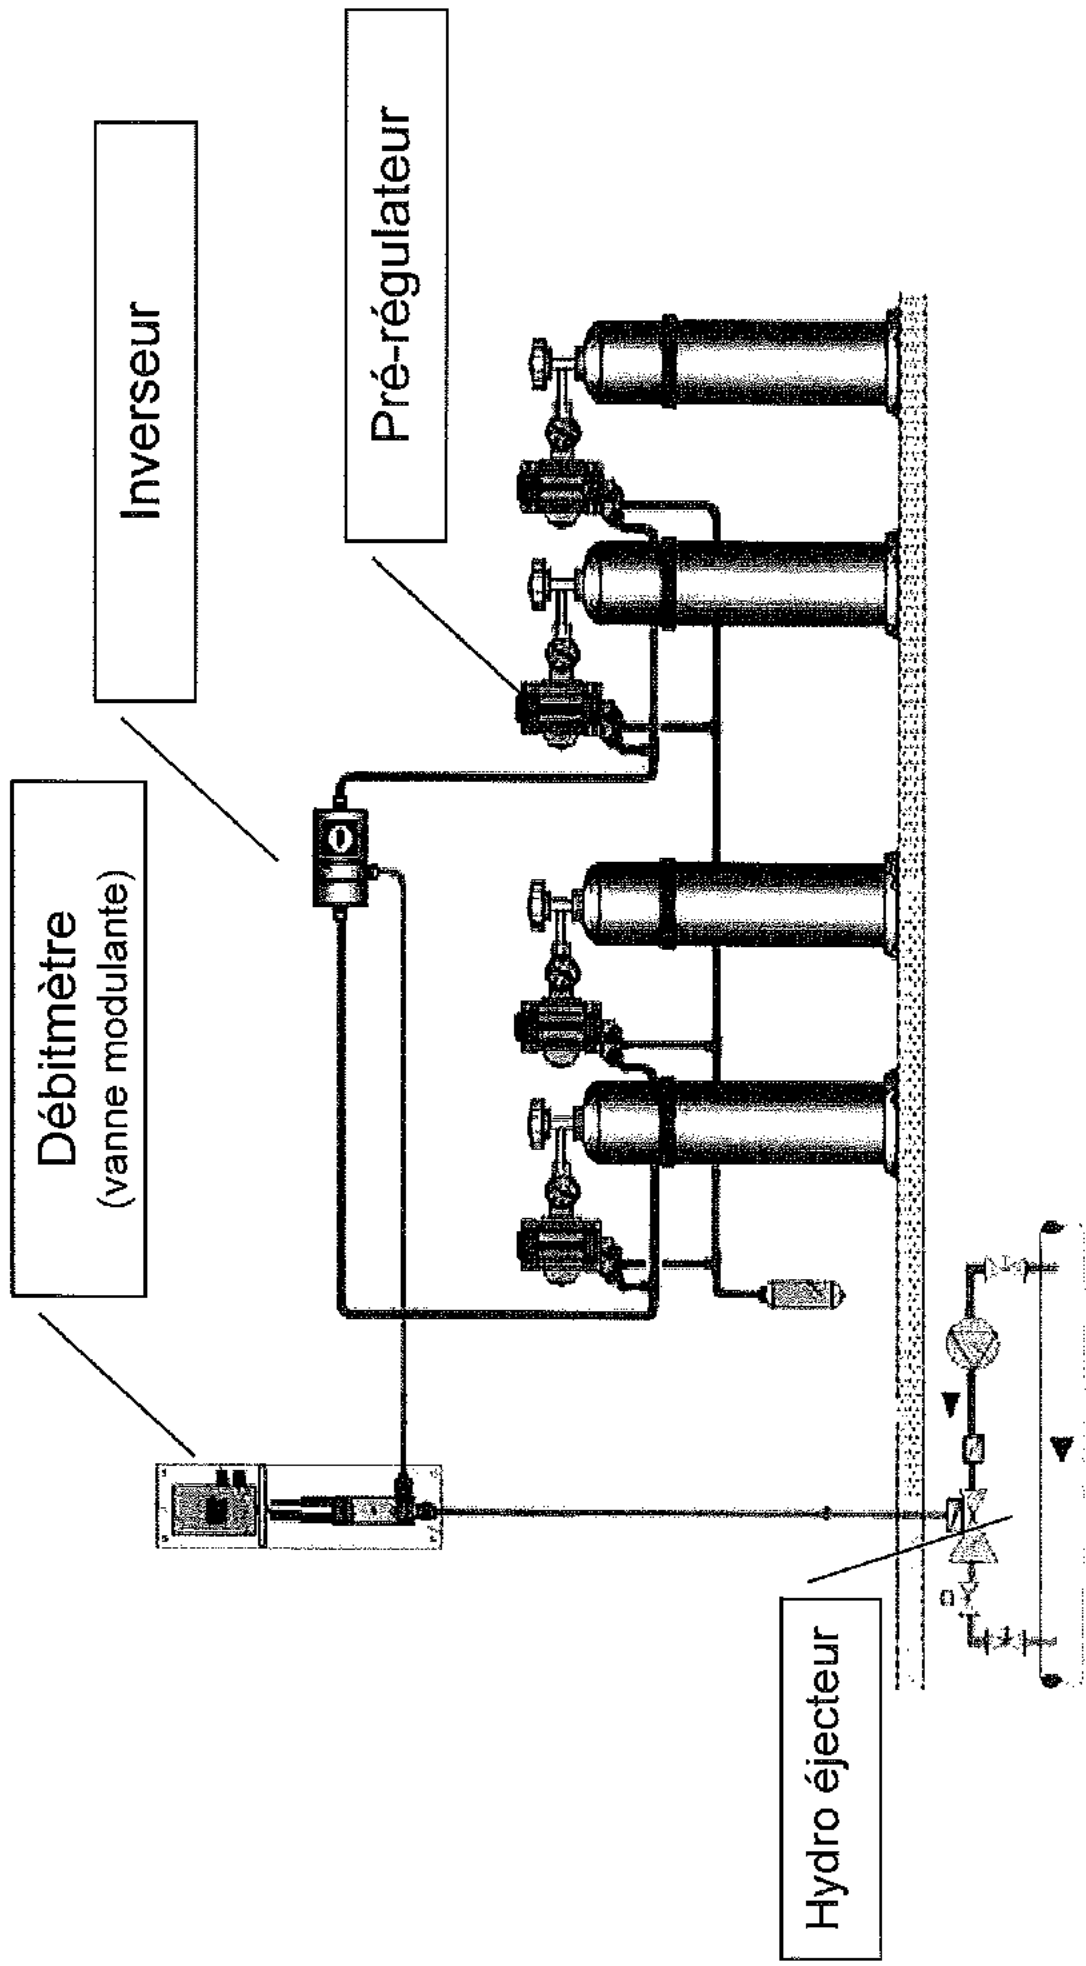 Débitmètre
(vanne modulante)
Inverseur
Pré-régulateur
Hydro éjecteur